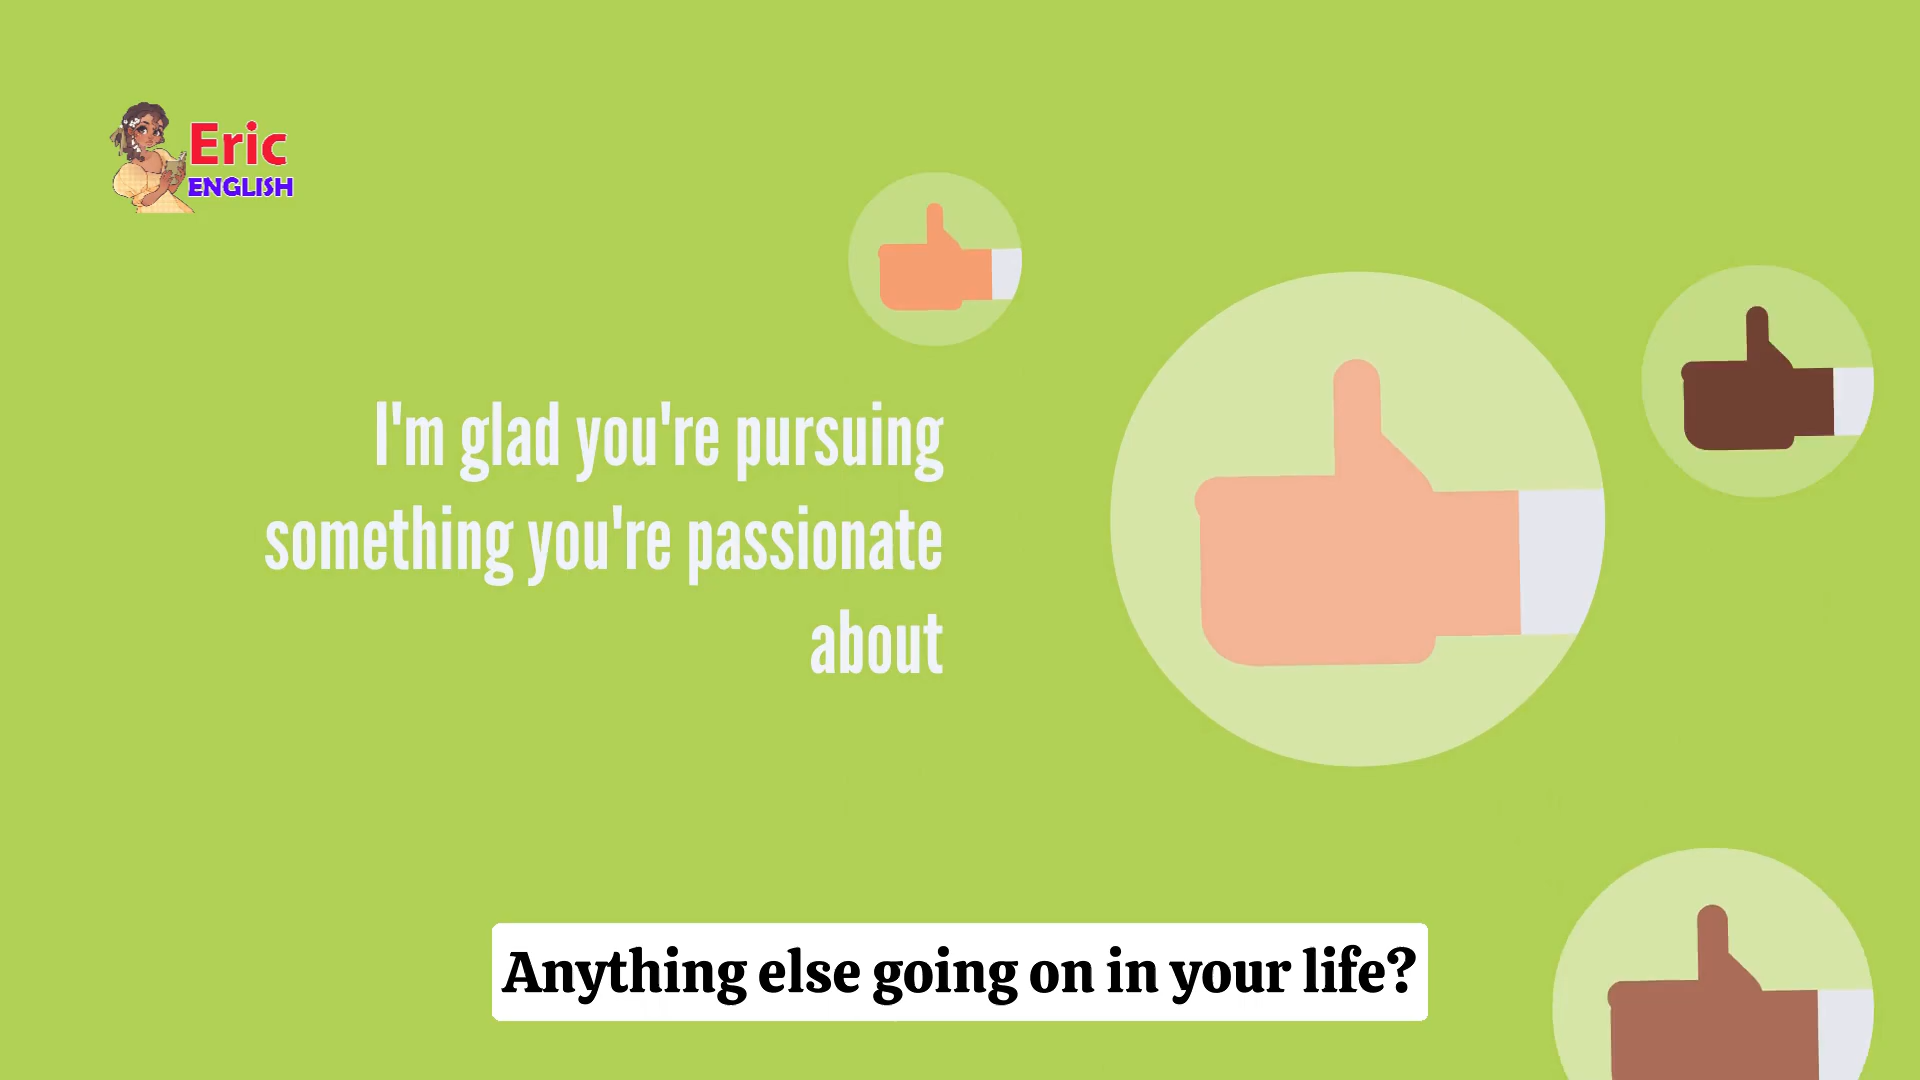 Eric
ENGLISH
I'm glad you're pursuing
something you're passionate
about
Anything else going on in your life?